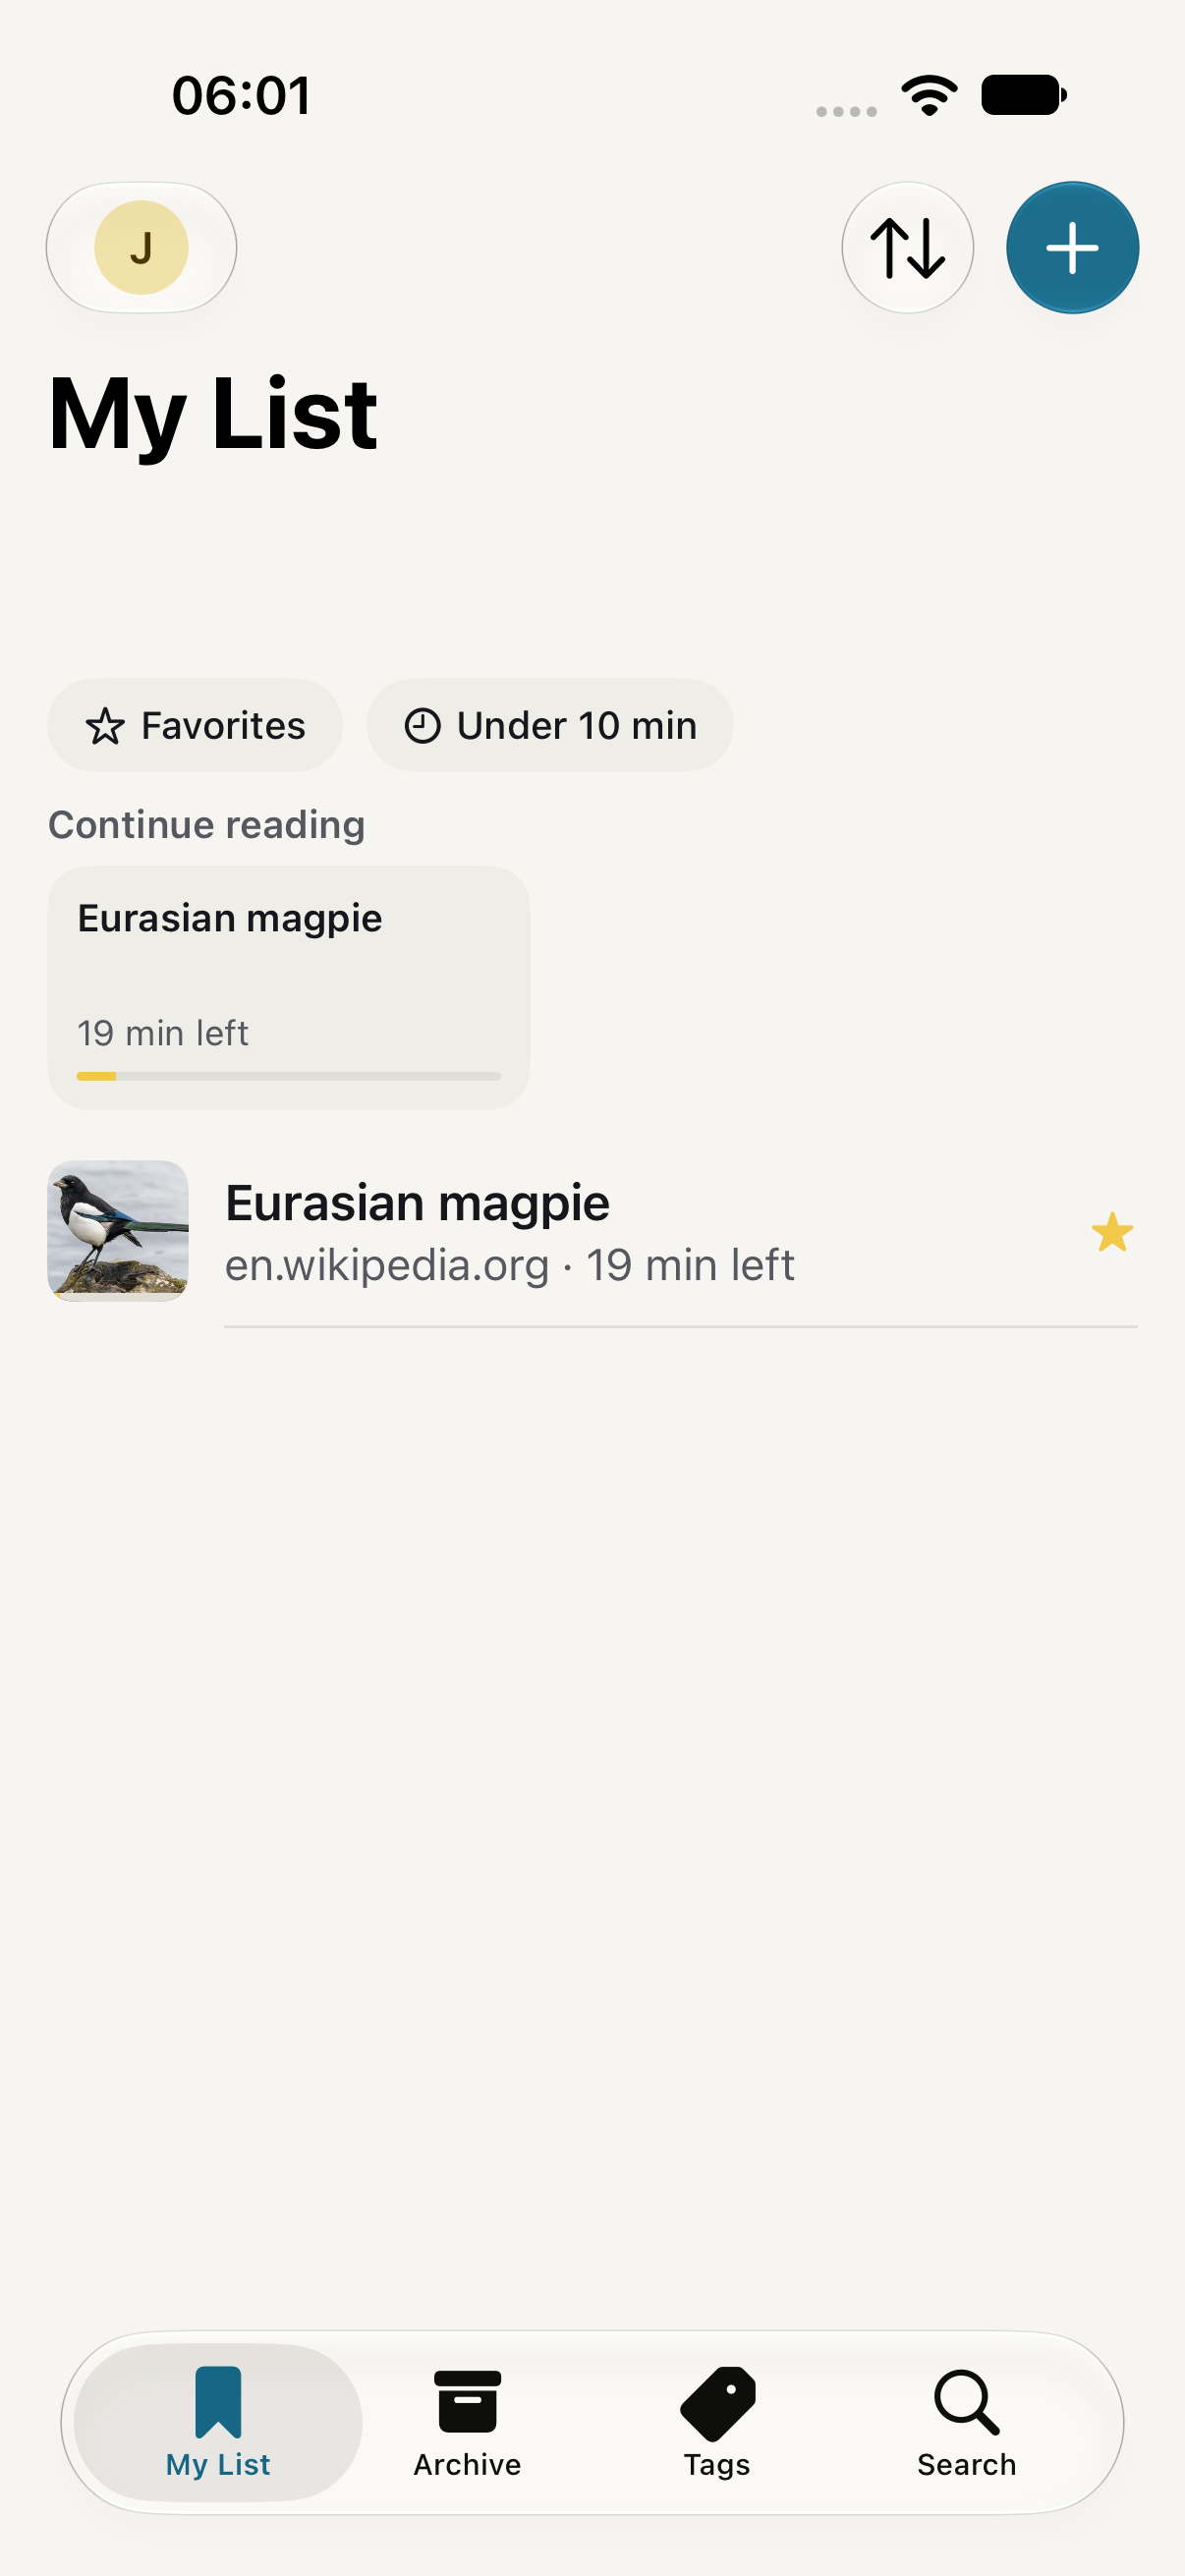 06:01
J
My List
Favorites
Under 10 min
Continue reading
Eurasian magpie
19 min left
Eurasian magpie
en.wikipedia.org · 19 min left
My List
Archive
Tags
Search